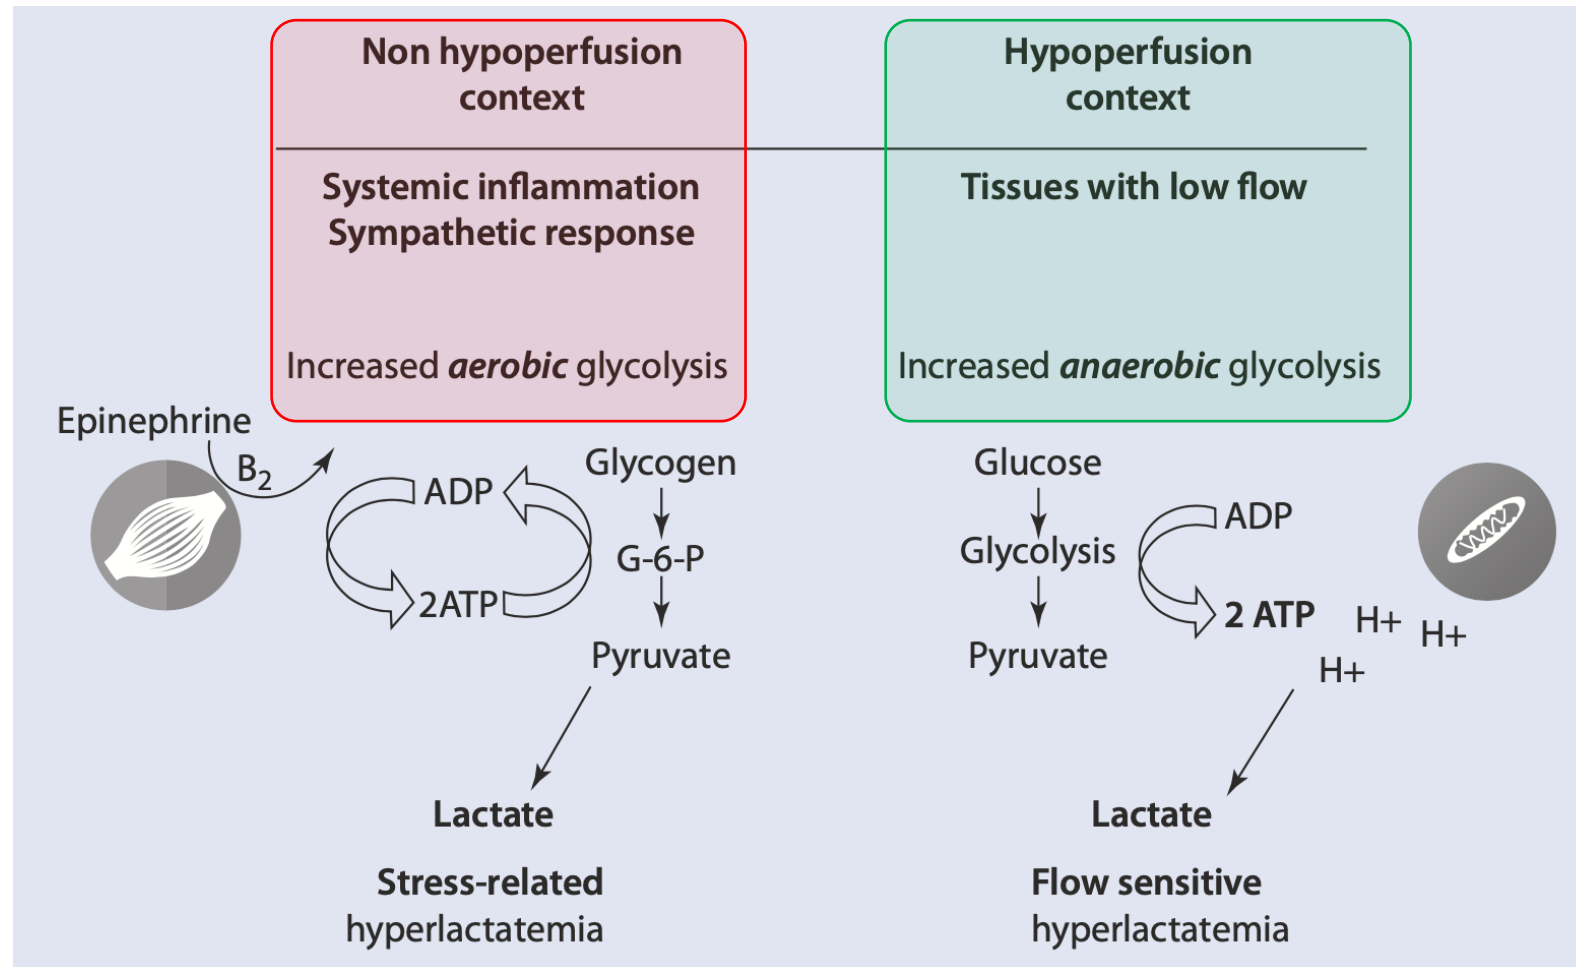 Non hypoperfusion
context
Systemic inflammation
Sympathetic response
Increased aerobic glycolysis
Hypoperfusion
context
Tissues with low flow
Increased anaerobic glycolysis
Epinephrine
B2
ADP
2ATP
Glycogen
G-6-P
Pyruvate
Lactate
Stress-related
hyperlactatemia
Glucose
Glycolysis
Pyruvate
ADP
2 ATP
H+
H+
H+
Lactate
Flow sensitive
hyperlactatemia